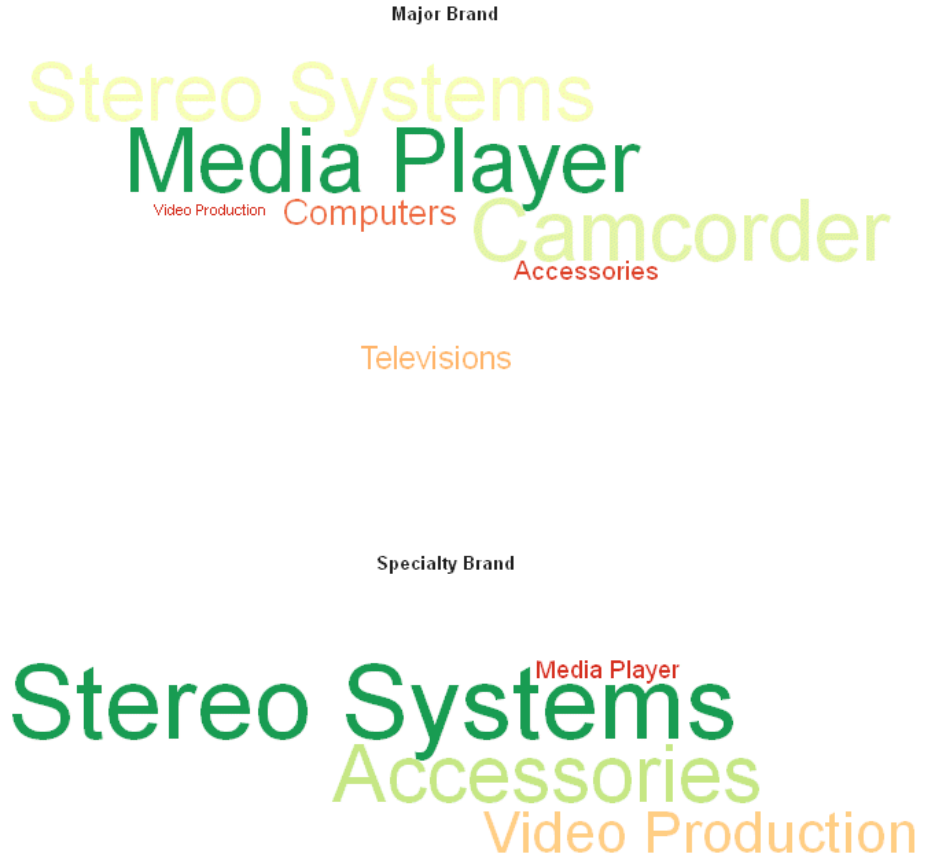 Major Brand
Stereo Systems
Media Player
Video Production
Computers
Camcorder
Accessories
Televisions
Specialty Brand
Media Player
Stereo Systems
Accessories
Video Production